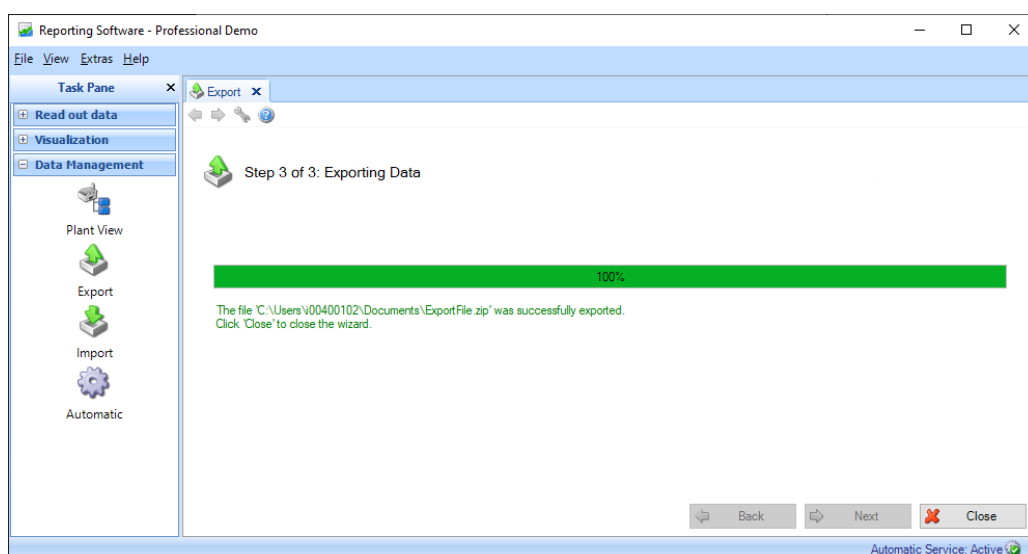 Reporting Software - Professional Demo
File View Extras Help
Task Pane
Export
Read out data
Visualization
Data Management
Plant View
Export
Import
Automatic
Step 3 of 3: Exporting Data
100%
The file 'C:\Users\i00400102\Documents\ExportFile.zip' was successfully exported.
Click 'Close' to close the wizard.
Back Next Close
Automatic Service: Active